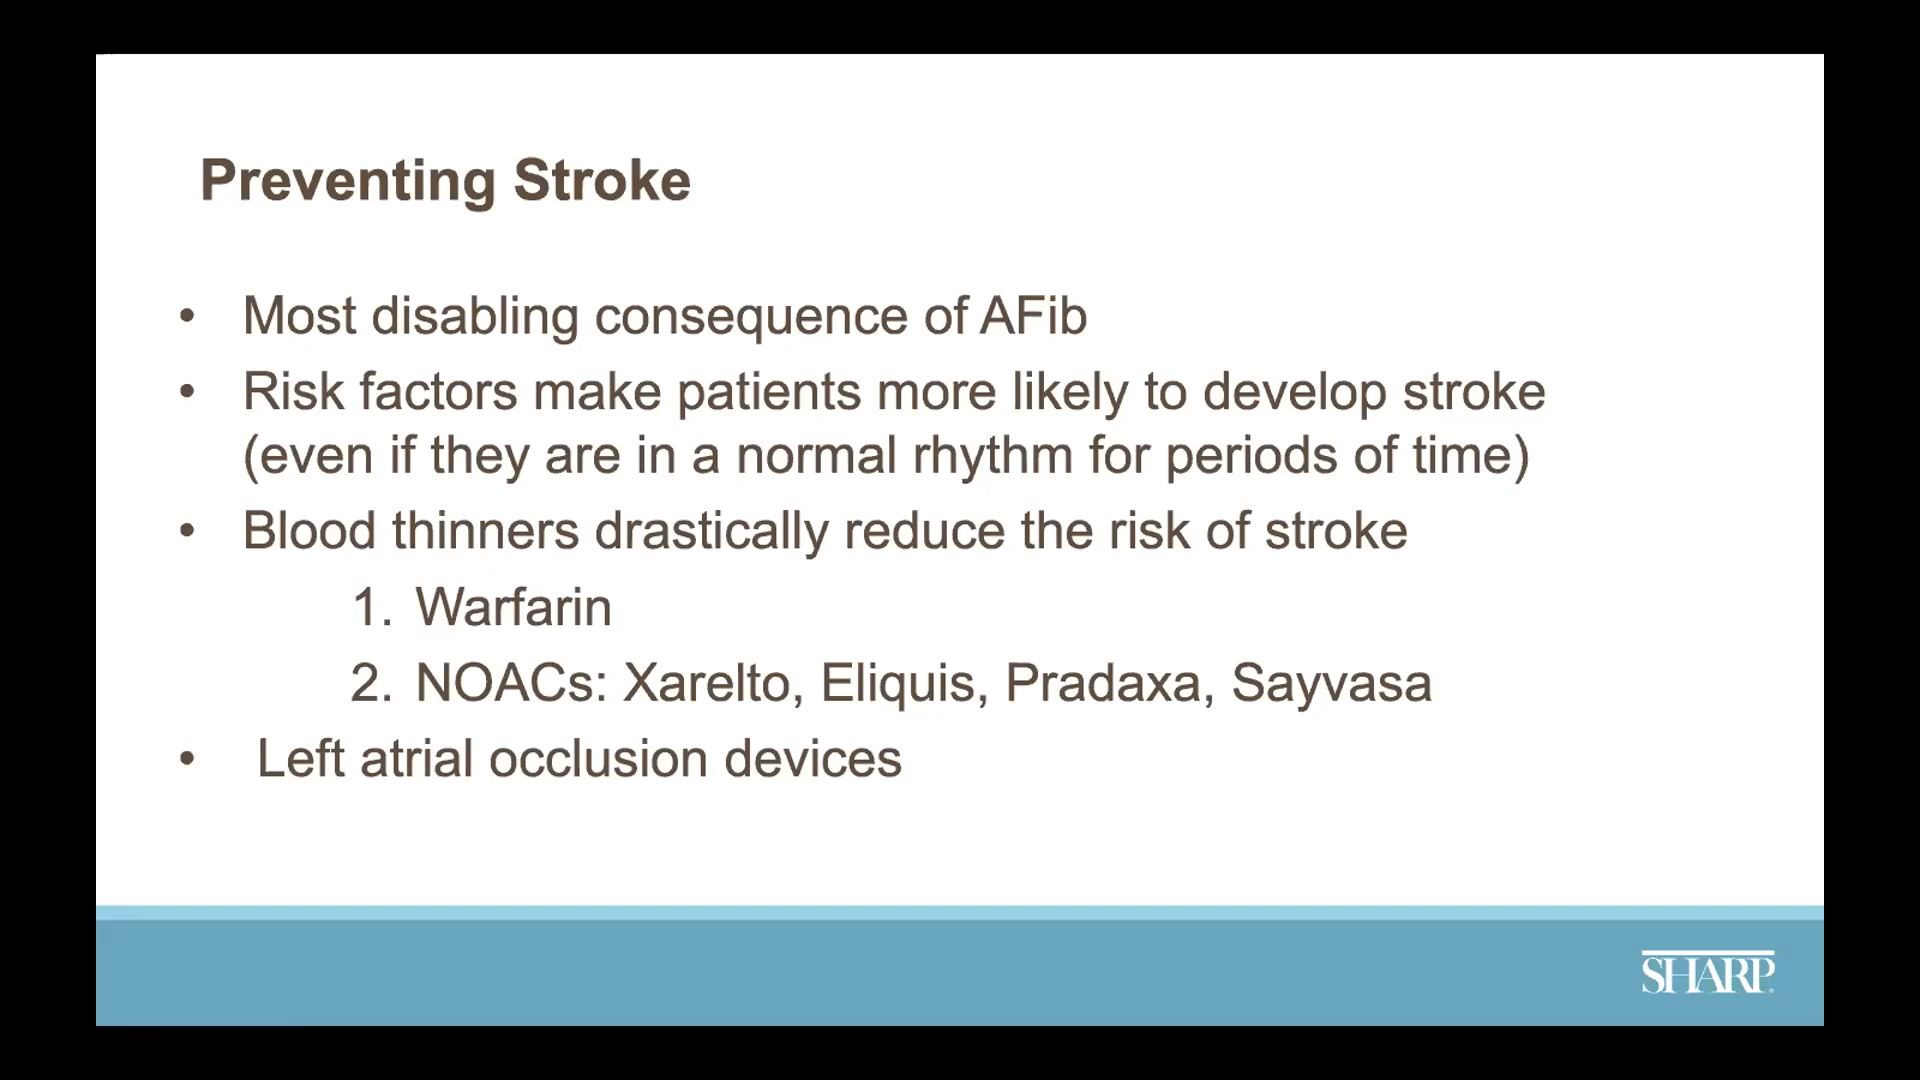 Preventing Stroke
• Most disabling consequence of AFib
• Risk factors make patients more likely to develop stroke
(even if they are in a normal rhythm for periods of time)
• Blood thinners drastically reduce the risk of stroke
1. Warfarin
2. NOACs: Xarelto, Eliquis, Pradaxa, Sayvasa
• Left atrial occlusion devices
SHARP